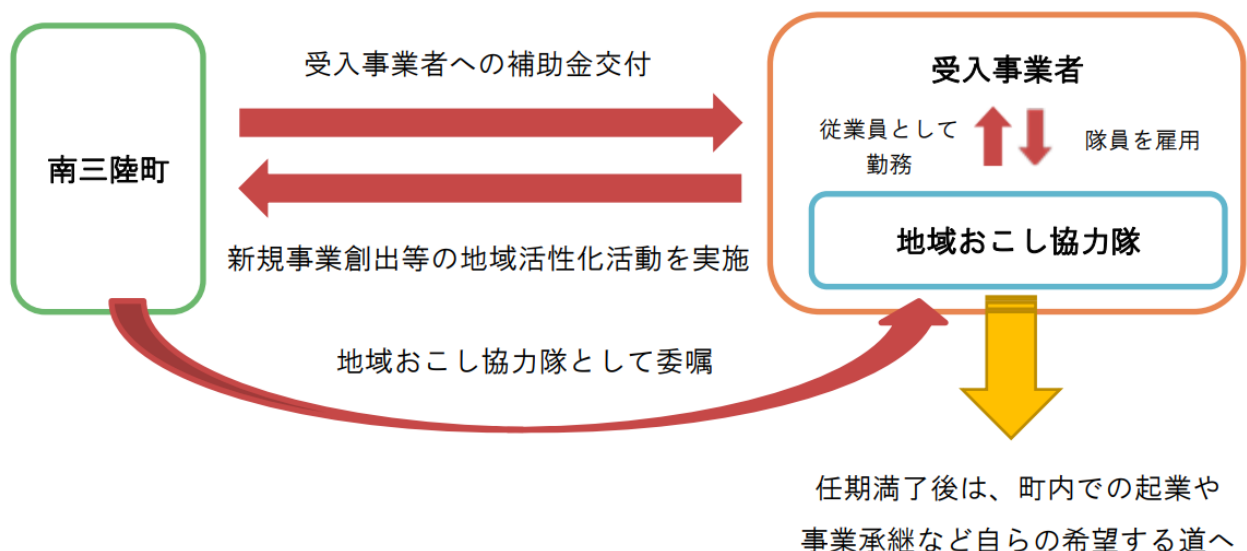 南三陸町
受入事業者への補助金交付
新規事業創出等の地域活性化活動を実施
地域おこし協力隊として委嘱
受入事業者
従業員として
勤務
隊員を雇用
地域おこし協力隊
任期満了後は、町内での起業や
事業承継など自らの希望する道へ